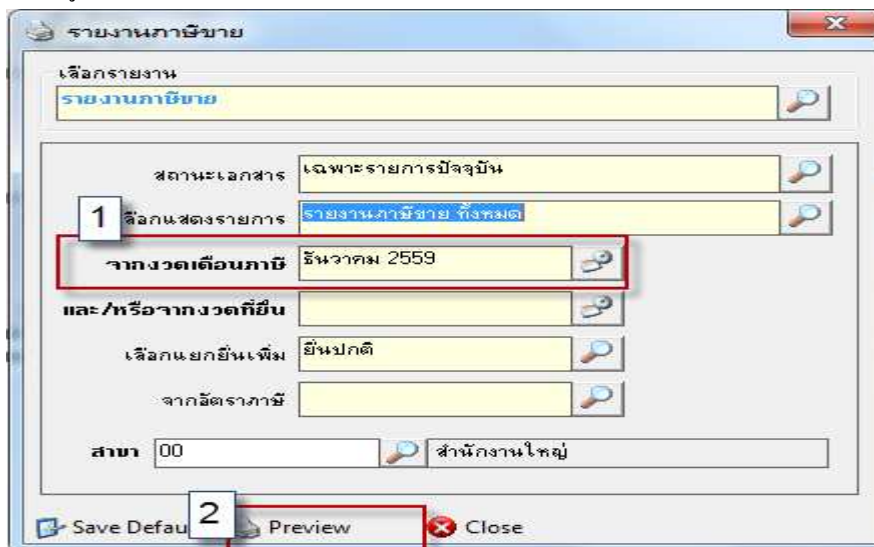 รายงานภาษีขาย
เลือกรายงาน
รายงานภาษีขาย
สถานะเอกสาร เฉพาะรายการปัจจุบัน
1 ลือกแสดงรายการ รายงานภาษีขาย ทั้งหมด
จากงวดเดือนภาษี ธันวาคม 2559
และ/หรือจากงวดที่ยื่น
เลือกแยกยื่นเพิ่ม ยื่นปกติ
จากอัตราภาษี
สาขา 00 สำนักงานใหญ่
Save Defau 2 Preview Close